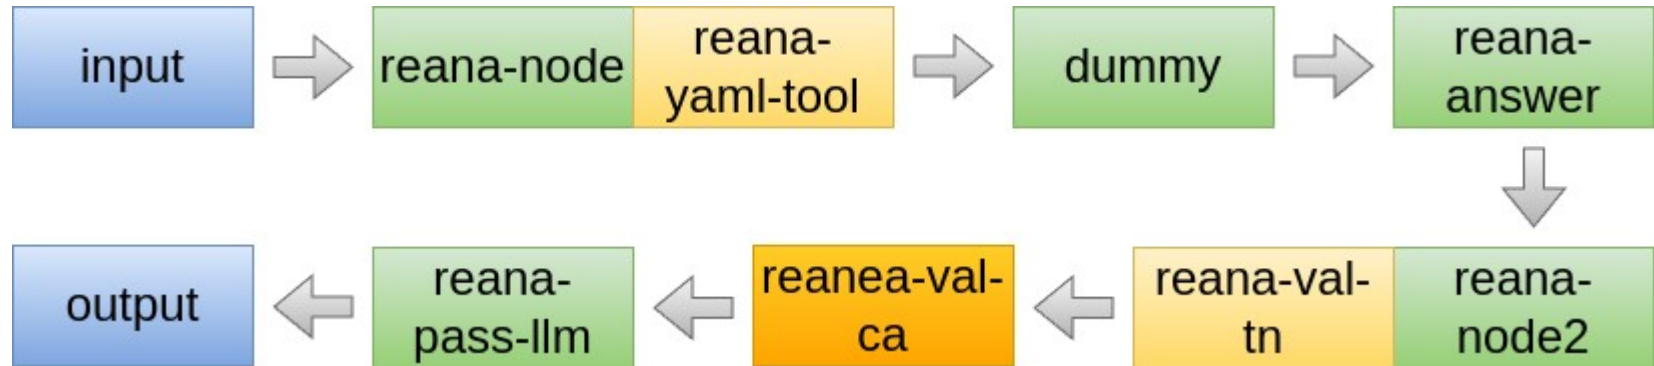 input
reana-node
reana-
yaml-tool
dummy
reana-
answer
reana-
node2
reana-val-
tn
reanea-val-
ca
reana-
pass-llm
output